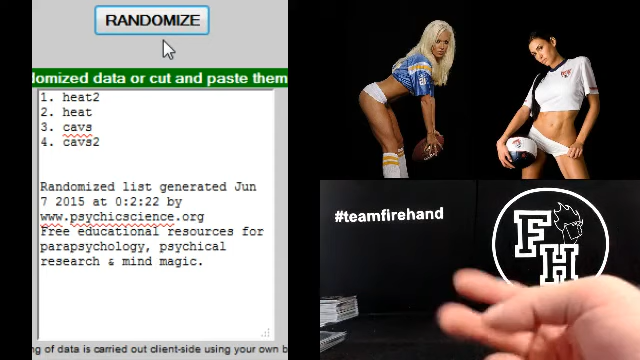 RANDOMIZE
domized data or cut and paste them
1. heat2
2. heat
3. cavs
4. cavs2
Randomized list generated Jun
7 2015 at 0:2:22 by
www.psychicscience.org
Free educational resources for
parapsychology, psychical
research & mind magic.
ng of data is carried out client-side using your own b
#teamfirehand
FH